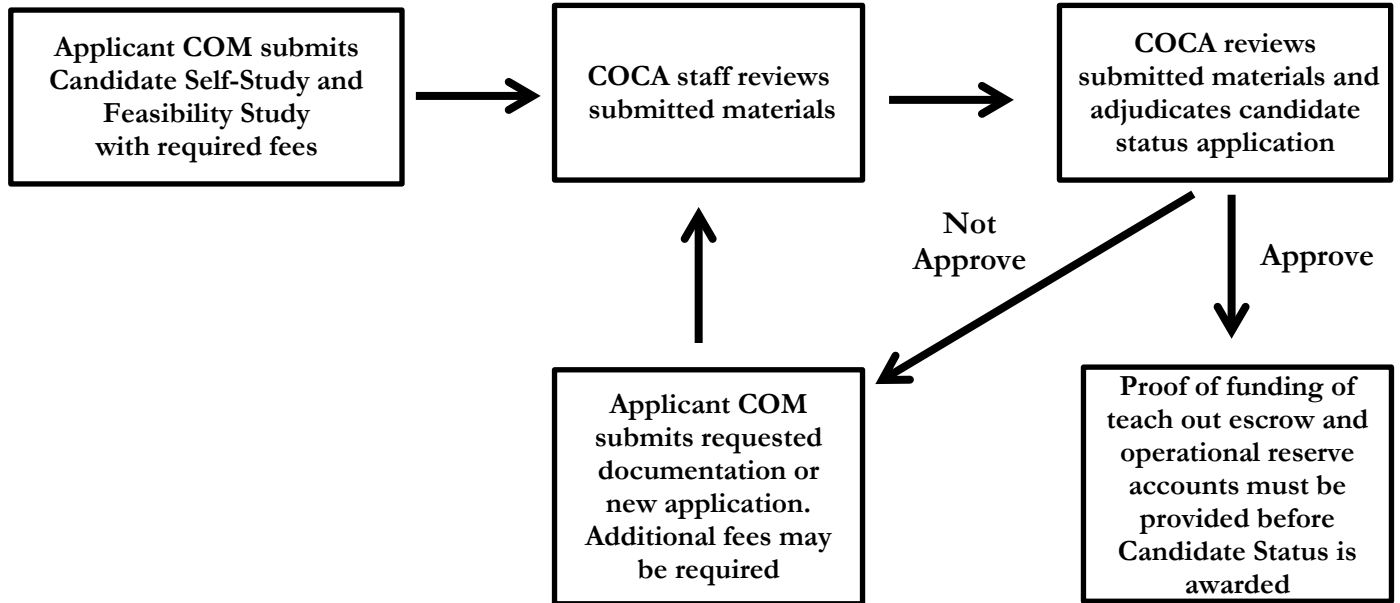 Applicant COM submits
Candidate Self-Study and
Feasibility Study
with required fees
COCA staff reviews
submitted materials
COCA reviews
submitted materials and
adjudicates candidate
status application
Not
Approve
Approve
Applicant COM
submits requested
documentation or
new application.
Additional fees may
be required
Proof of funding of
teach out escrow and
operational reserve
accounts must be
provided before
Candidate Status is
awarded